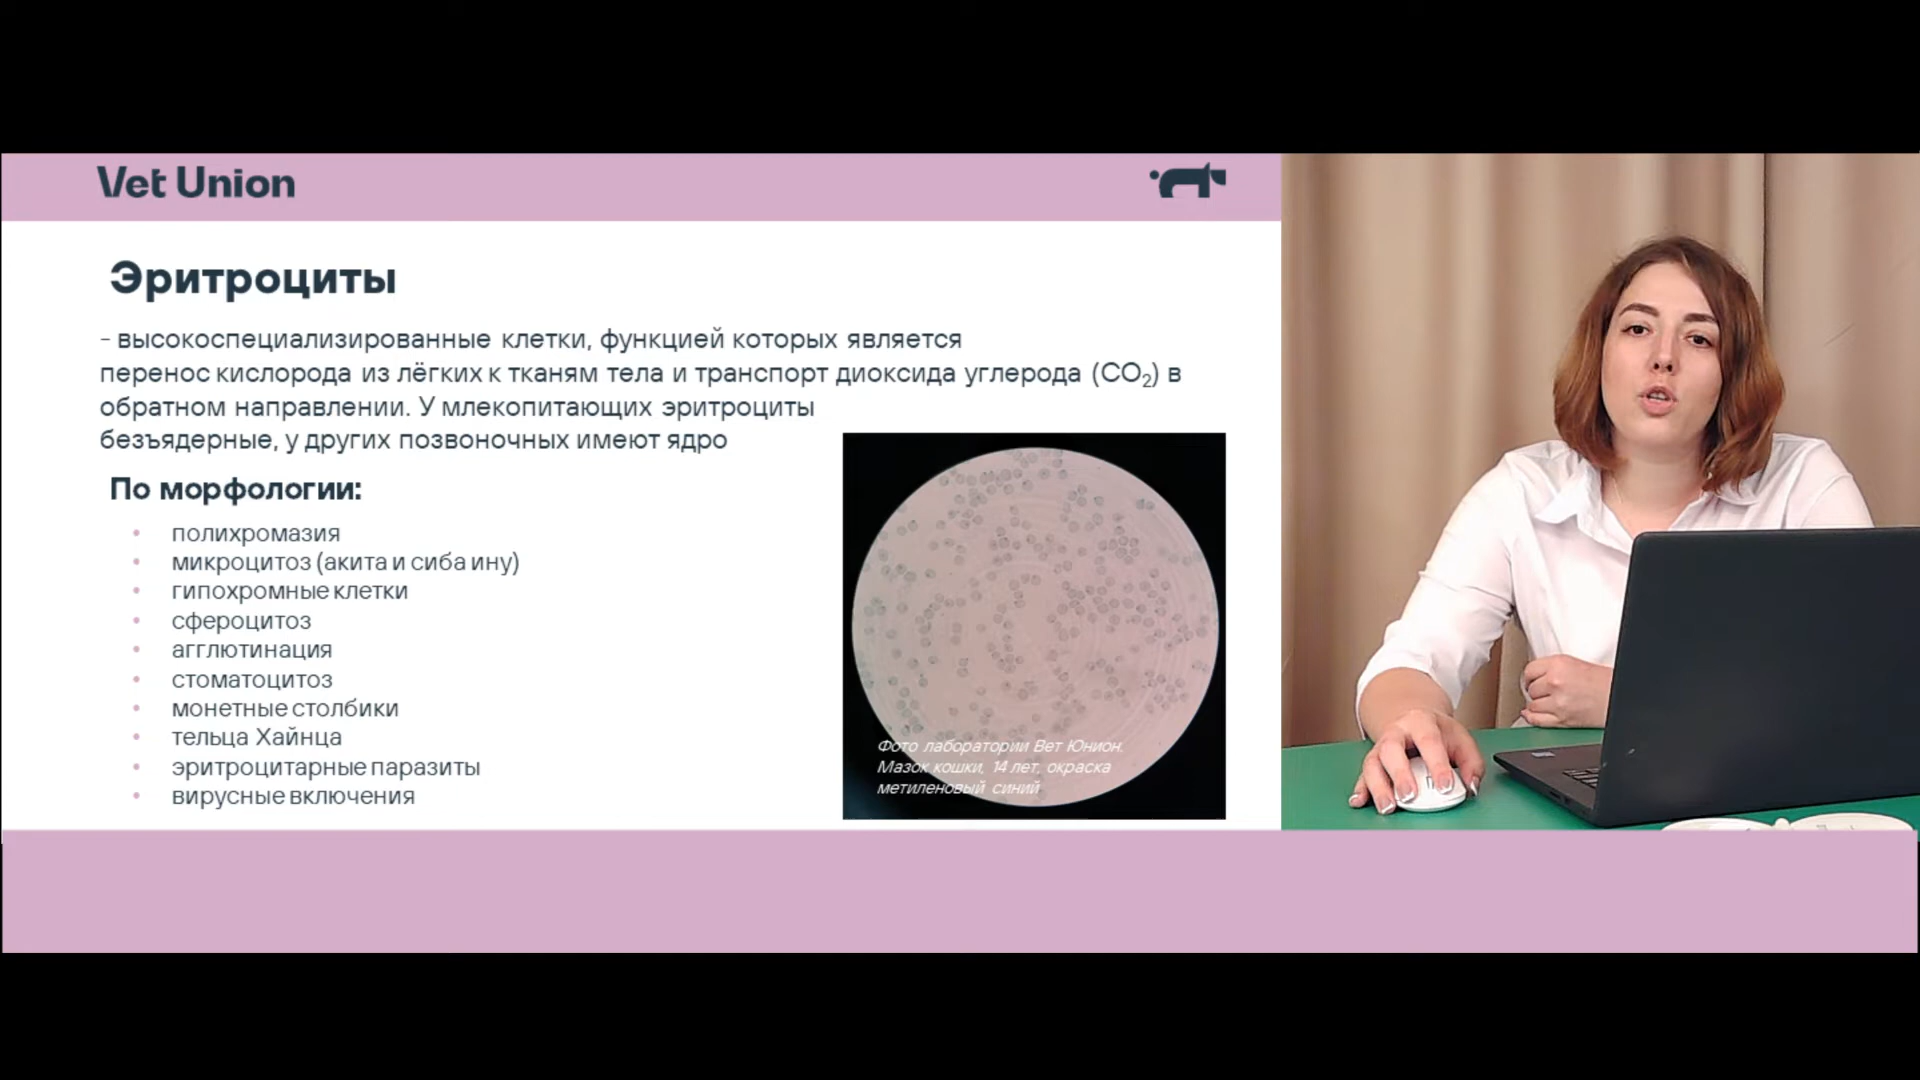 Vet Union
Эритроциты
- высокоспециализированные клетки, функцией которых является
перенос кислорода из лёгких к тканям тела и транспорт диоксида углерода (CO₂) в
обратном направлении. У млекопитающих эритроциты
безъядерные, у других позвоночных имеют ядро
По морфологии:
• полихромазия
• микроцитоз (акита и сиба ину)
• гипохромные клетки
• сфероцитоз
• агглютинация
• стоматоцитоз
• монетные столбики
• тельца Хайнца
• эритроцитарные паразиты
• вирусные включения
Фото лаборатории Вет Юнион.
Мазок кошки, 14 лет, окраска
метиленовый синий